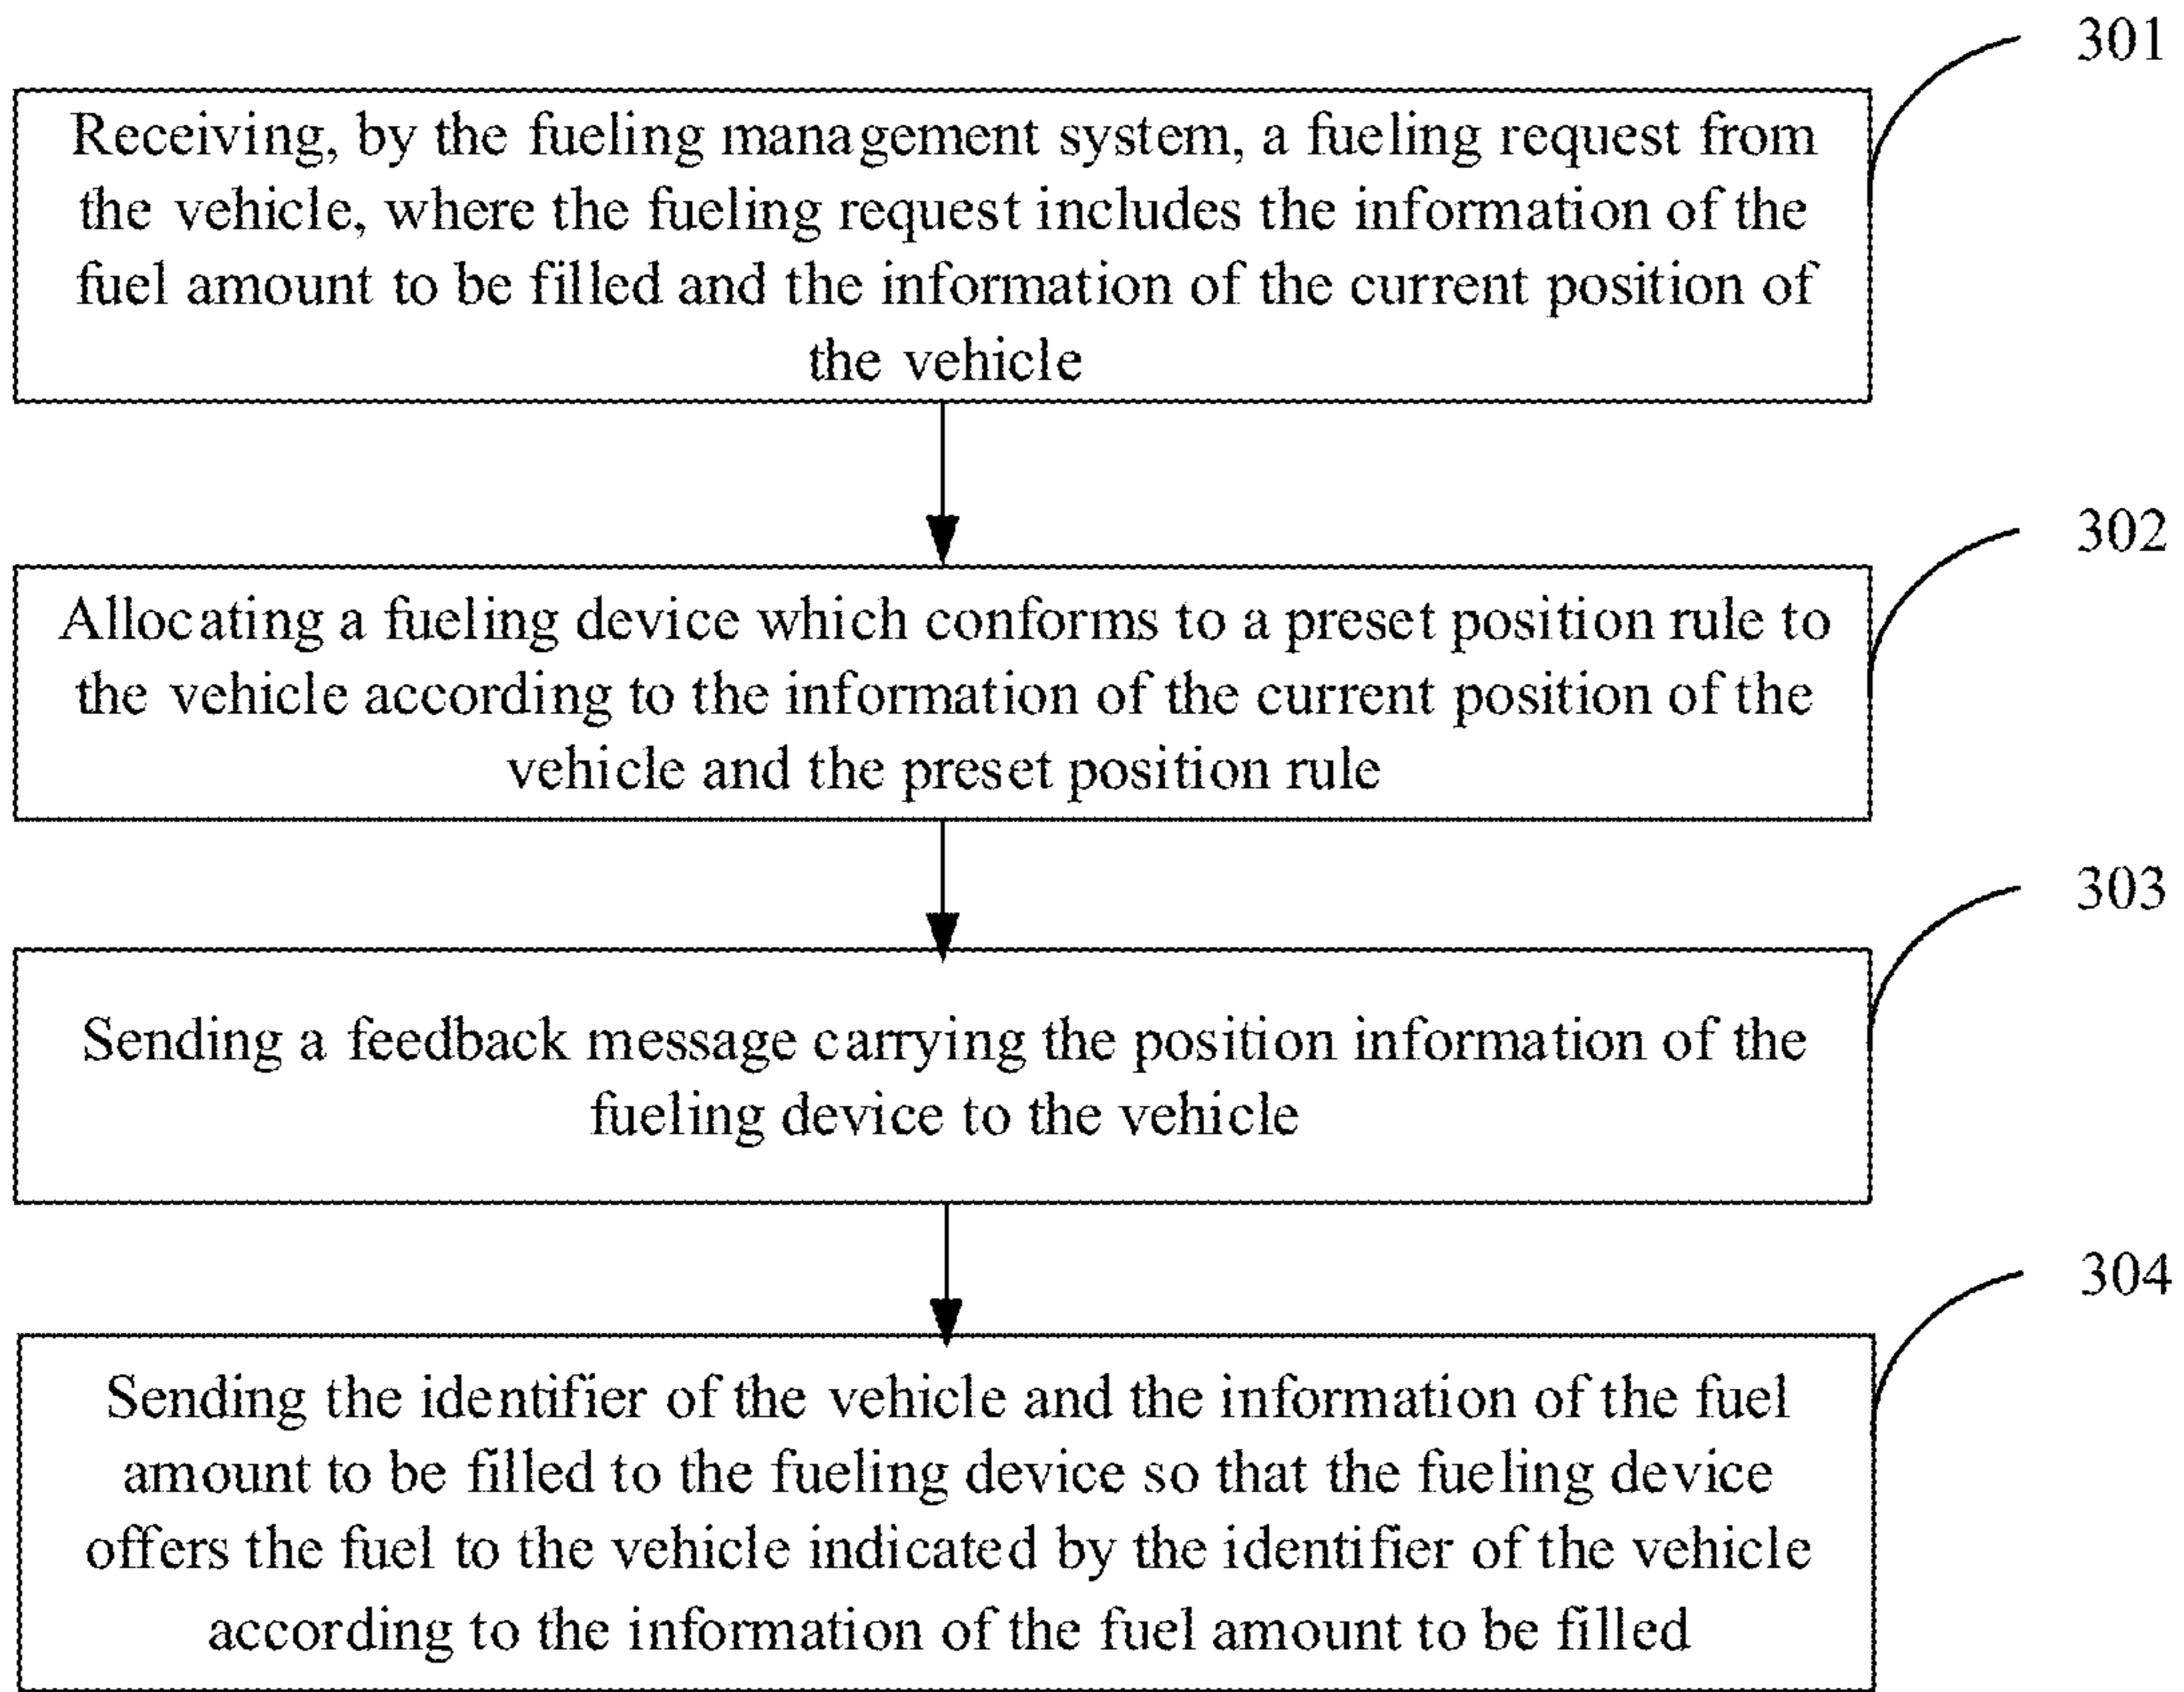 301
Receiving, by the fueling management system, a fueling request from
the vehicle, where the fueling request includes the information of the
fuel amount to be filled and the information of the current position of
the vehicle
302
Allocating a fueling device which conforms to a preset position rule to
the vehicle according to the information of the current position of the
vehicle and the preset position rule
303
Sending a feedback message carrying the position information of the
fueling device to the vehicle
304
Sending the identifier of the vehicle and the information of the fuel
amount to be filled to the fueling device so that the fueling device
offers the fuel to the vehicle indicated by the identifier of the vehicle
according to the information of the fuel amount to be filled